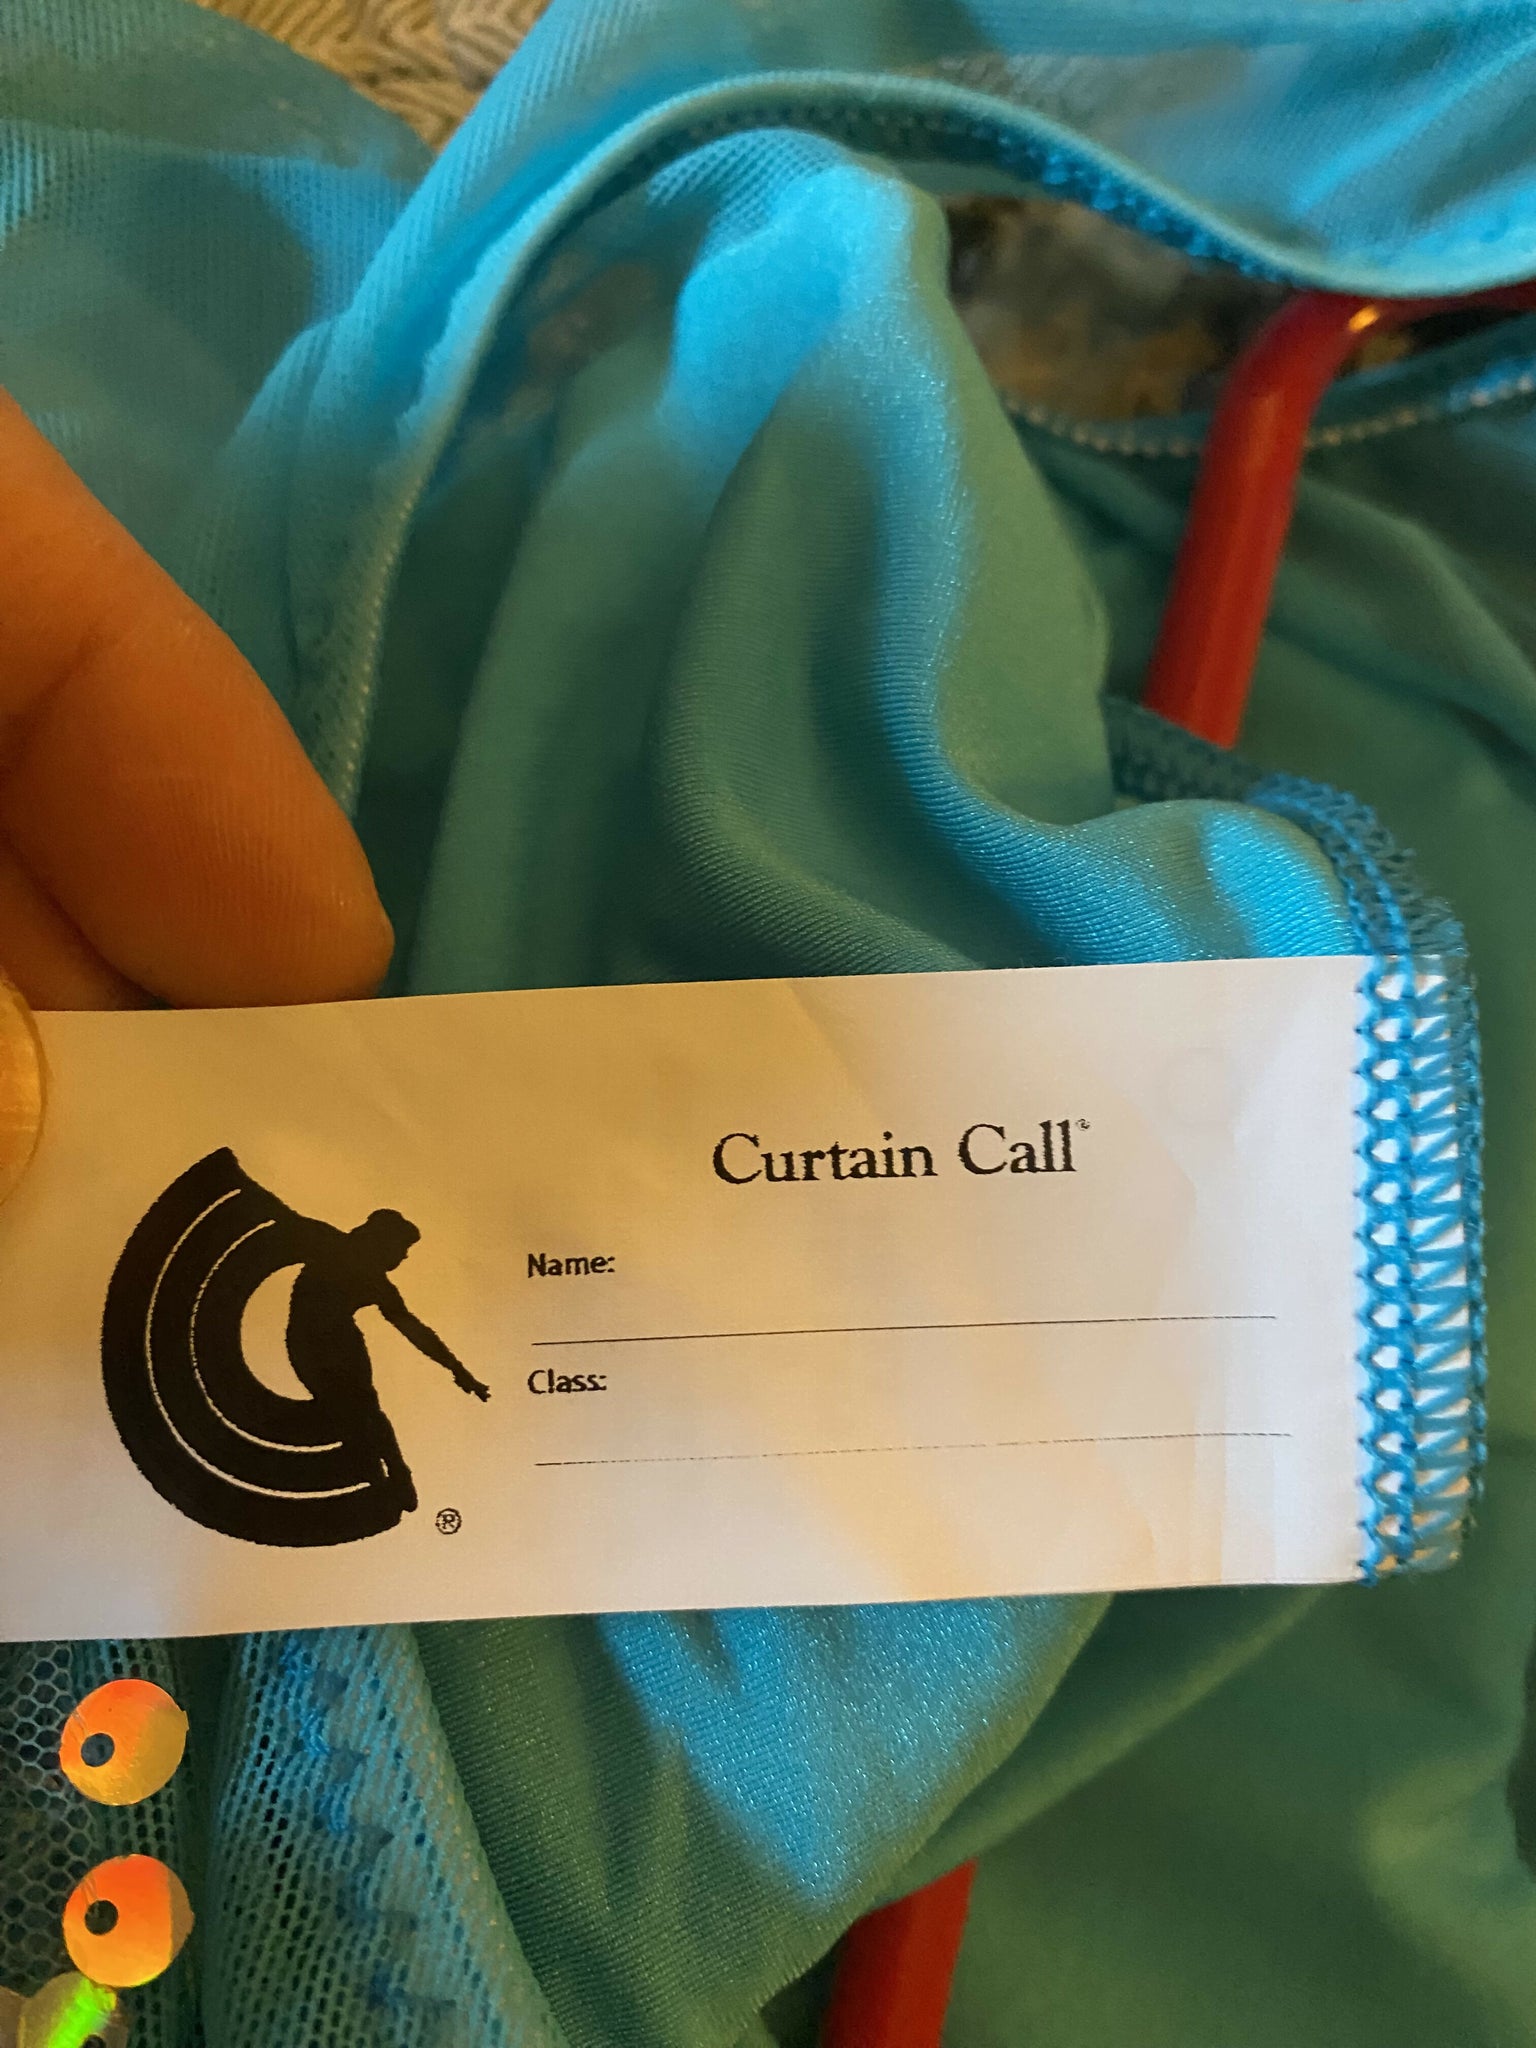 Curtain Call®
Name:
Class:
®